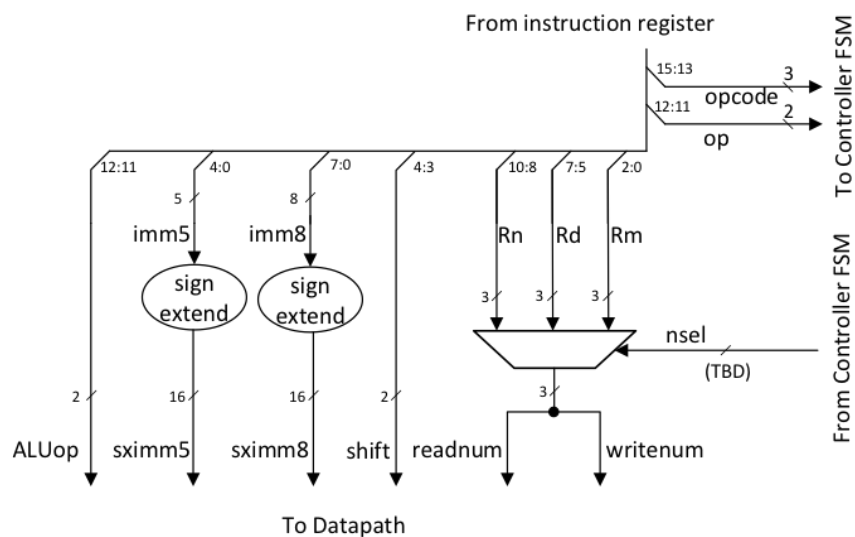 From instruction register
15:13
3
opcode
12:11
2
op
To Controller FSM
12:11
4:0
7:0
4:3
10:8
7:5
2:0
5
8
imm5
imm8
Rn
Rd
Rm
sign
extend
sign
extend
3
3
3
nsel
(TBD)
From Controller FSM
2
16
16
2
3
ALUop
sximm5
sximm8
shift
readnum
writenum
To Datapath